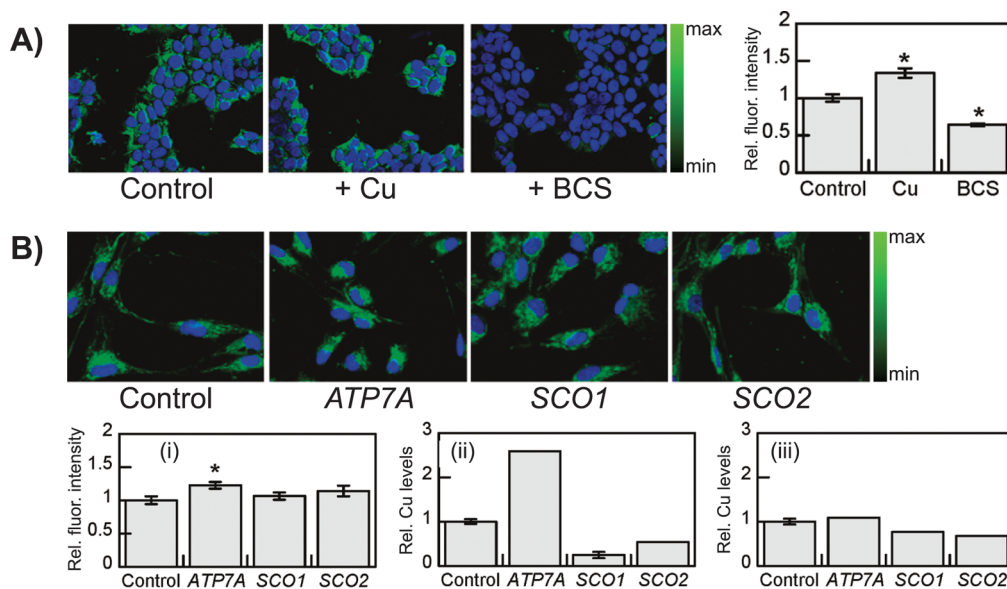 A)
max
min
Control
+ Cu
+ BCS
Rel. fluor. intensity
2
1.5
1
0.5
0
*
*
Control Cu BCS
B)
max
min
Control
ATP7A
SCO1
SCO2
Rel. fluor. intensity
2
1.5
1
0.5
0
(i)
*
Control ATP7A SCO1 SCO2
Rel. Cu levels
3
2
1
0
(ii)
Control ATP7A SCO1 SCO2
Rel. Cu levels
3
2
1
0
(iii)
Control ATP7A SCO1 SCO2